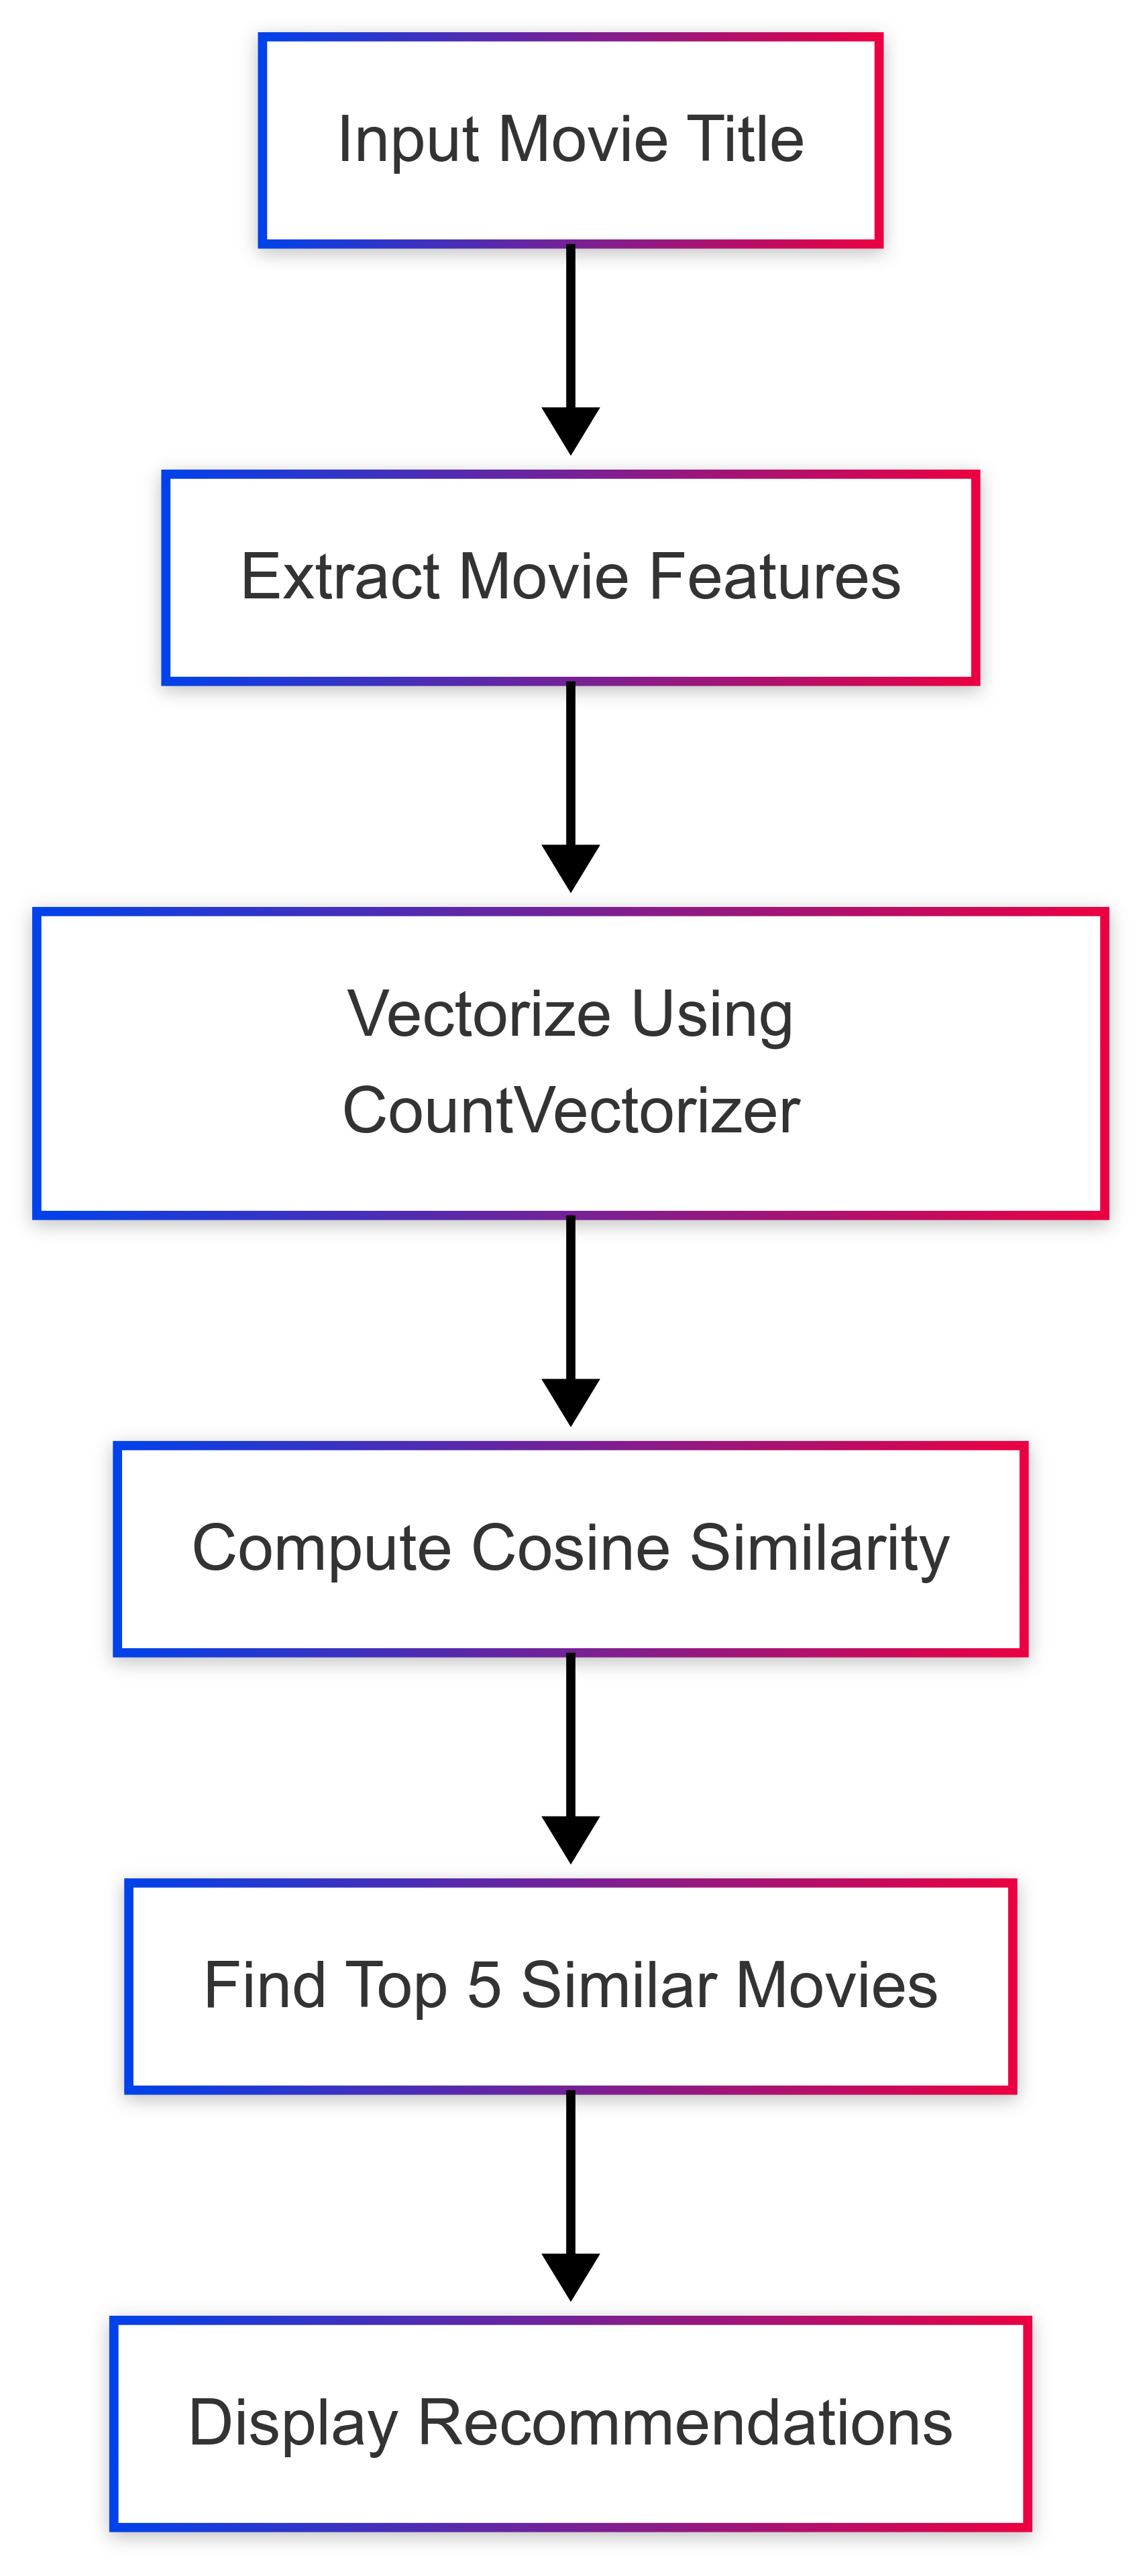 Input Movie Title
Extract Movie Features
Vectorize Using
CountVectorizer
Compute Cosine Similarity
Find Top 5 Similar Movies
Display Recommendations